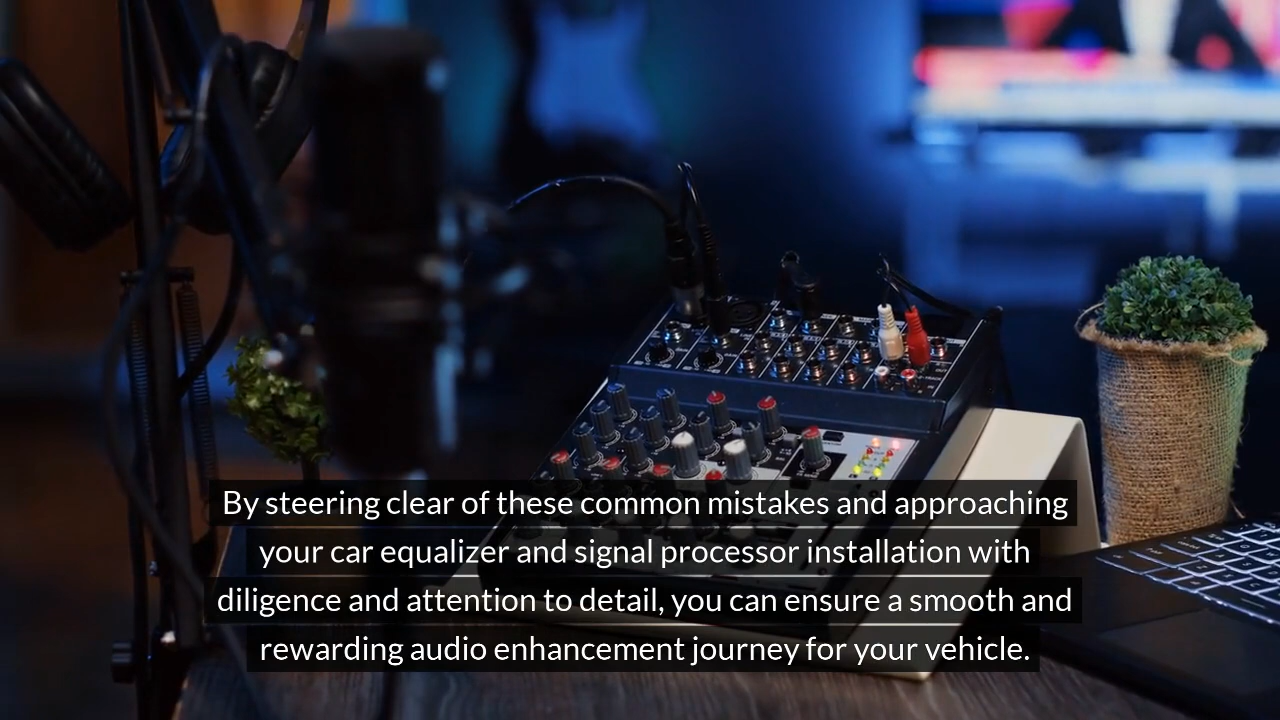 By steering clear of these common mistakes and approaching
your car equalizer and signal processor installation with
diligence and attention to detail, you can ensure a smooth and
rewarding audio enhancement journey for your vehicle.